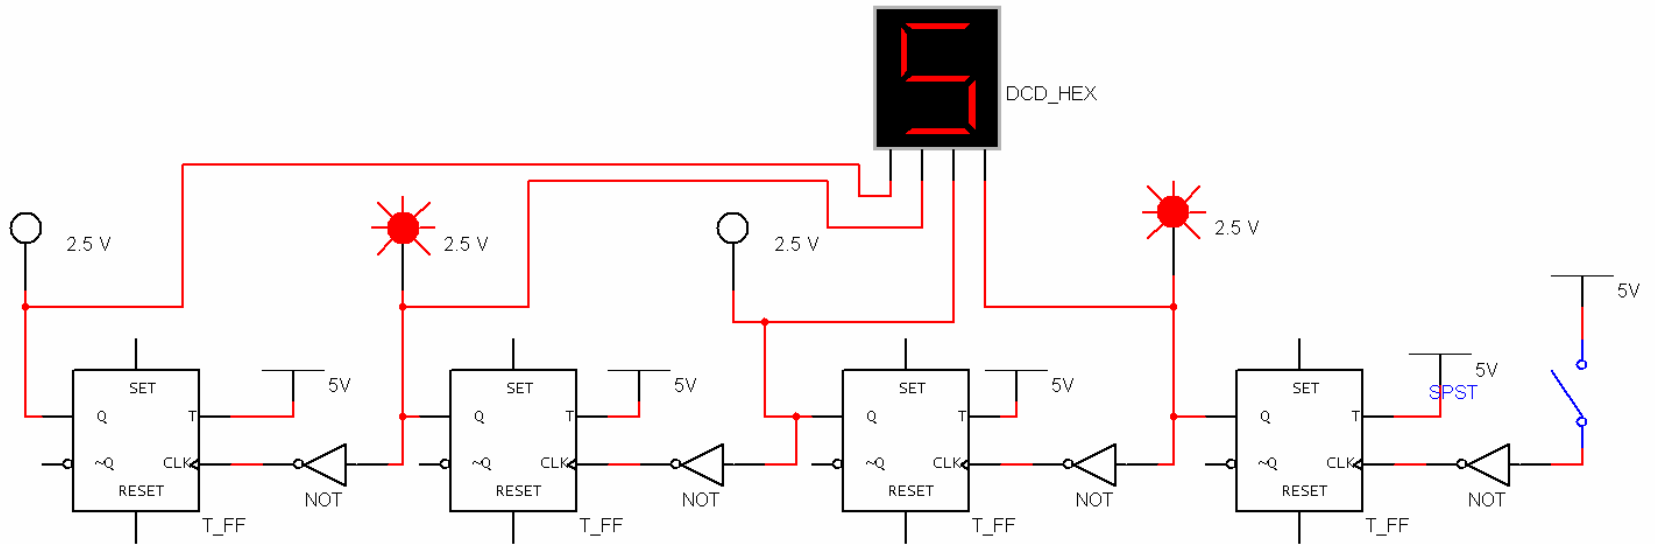 5
DCD_HEX
2.5 V
2.5 V
2.5 V
2.5 V
5V
SET
5V
Q
T
~Q
CLK
RESET
NOT
T_FF
SET
5V
Q
T
~Q
CLK
RESET
NOT
T_FF
SET
5V
Q
T
~Q
CLK
RESET
NOT
T_FF
SET
5V
SPST
Q
T
~Q
CLK
RESET
NOT
T_FF